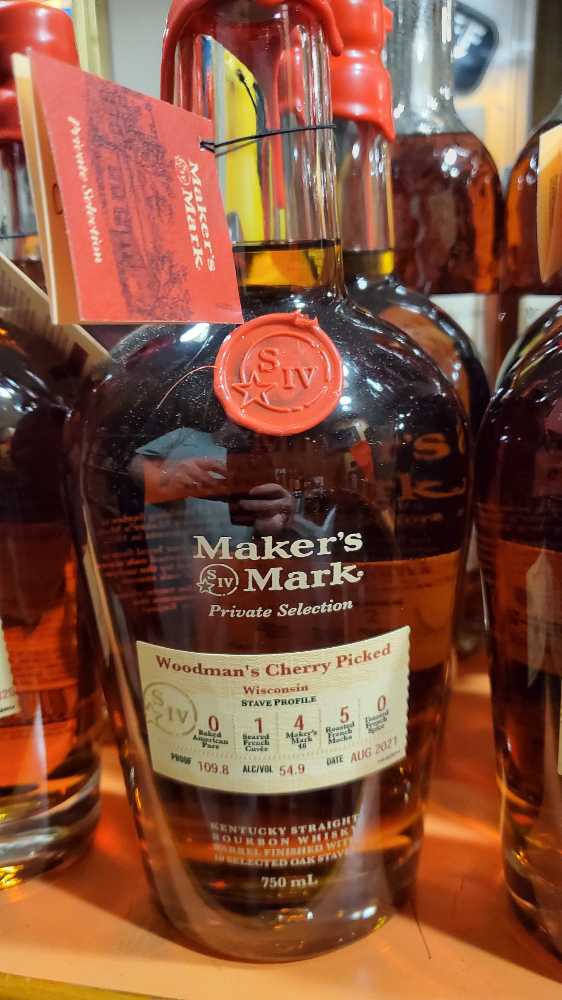 Maker's
SIV
Mark
Private Selection
S IV
Maker's
SIV Mark
Private Selection
Woodman's Cherry Picked
Wisconsin
STAVE PROFILE
S IV
0 1 4 5 0
Baked American Pure
Seared French Cuvée
Maker's Mark 46
Roasted French Mocha
Toasted French Spice
PROOF 109.8 ALC/VOL 54.9 DATE AUG 2021
KENTUCKY STRAIGHT
BOURBON WHISKY
BARREL FINISHED WITH
10 SELECTED OAK STAVES
750 mL